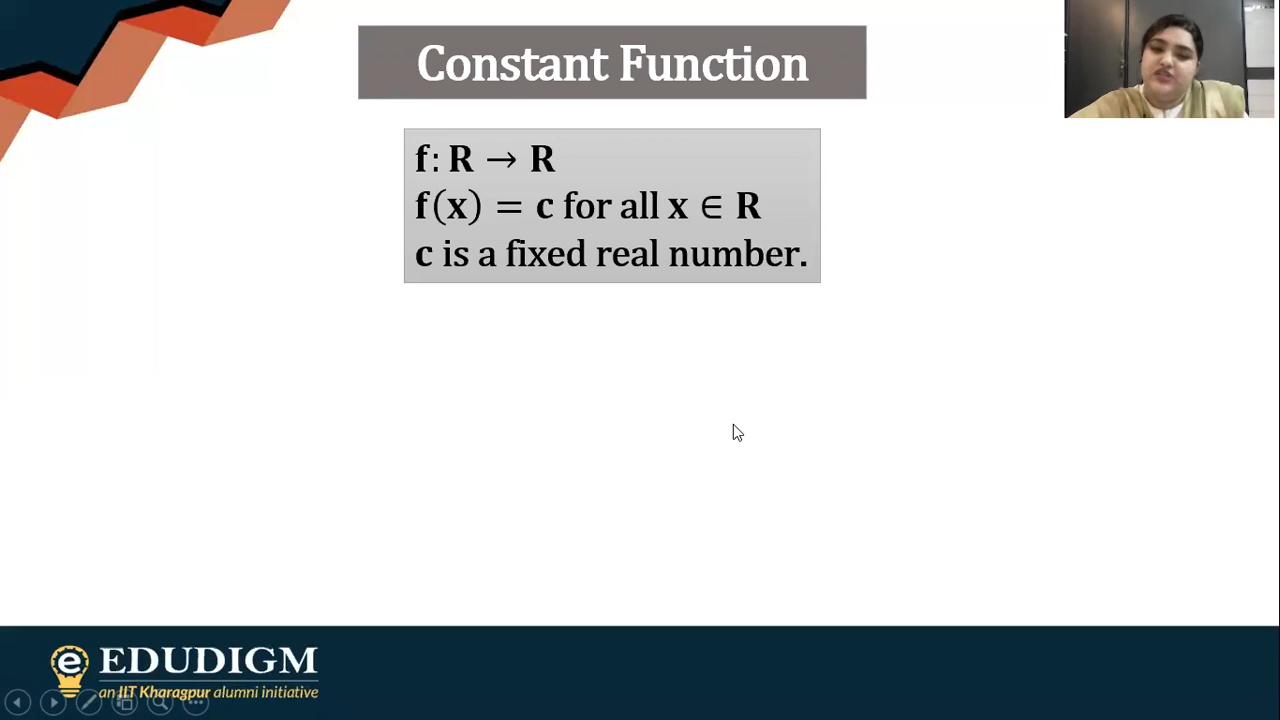 Constant Function
f: R → R
f(x) = c for all x ∈ R
c is a fixed real number.
e EDUDIGM
an IIT Kharagpur alumni initiative